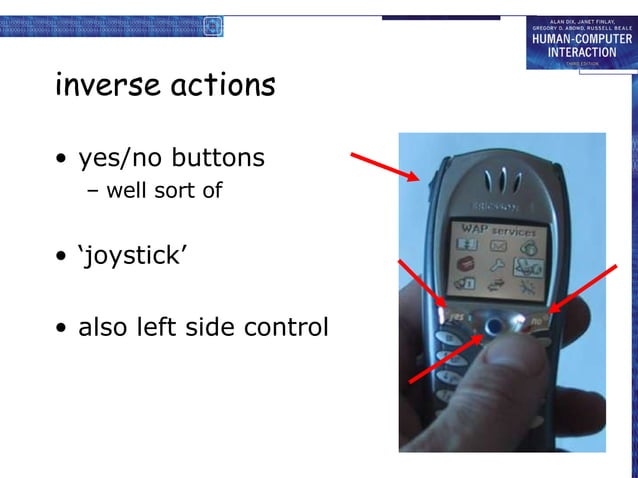 ALAN DIX, JANET FINLAY,
GREGORY D. ABOWD, RUSSELL BEALE
HUMAN-COMPUTER
INTERACTION
THIRD EDITION
inverse actions
• yes/no buttons
– well sort of
• ‘joystick’
• also left side control
ERICSSON
WAP services
yes
no